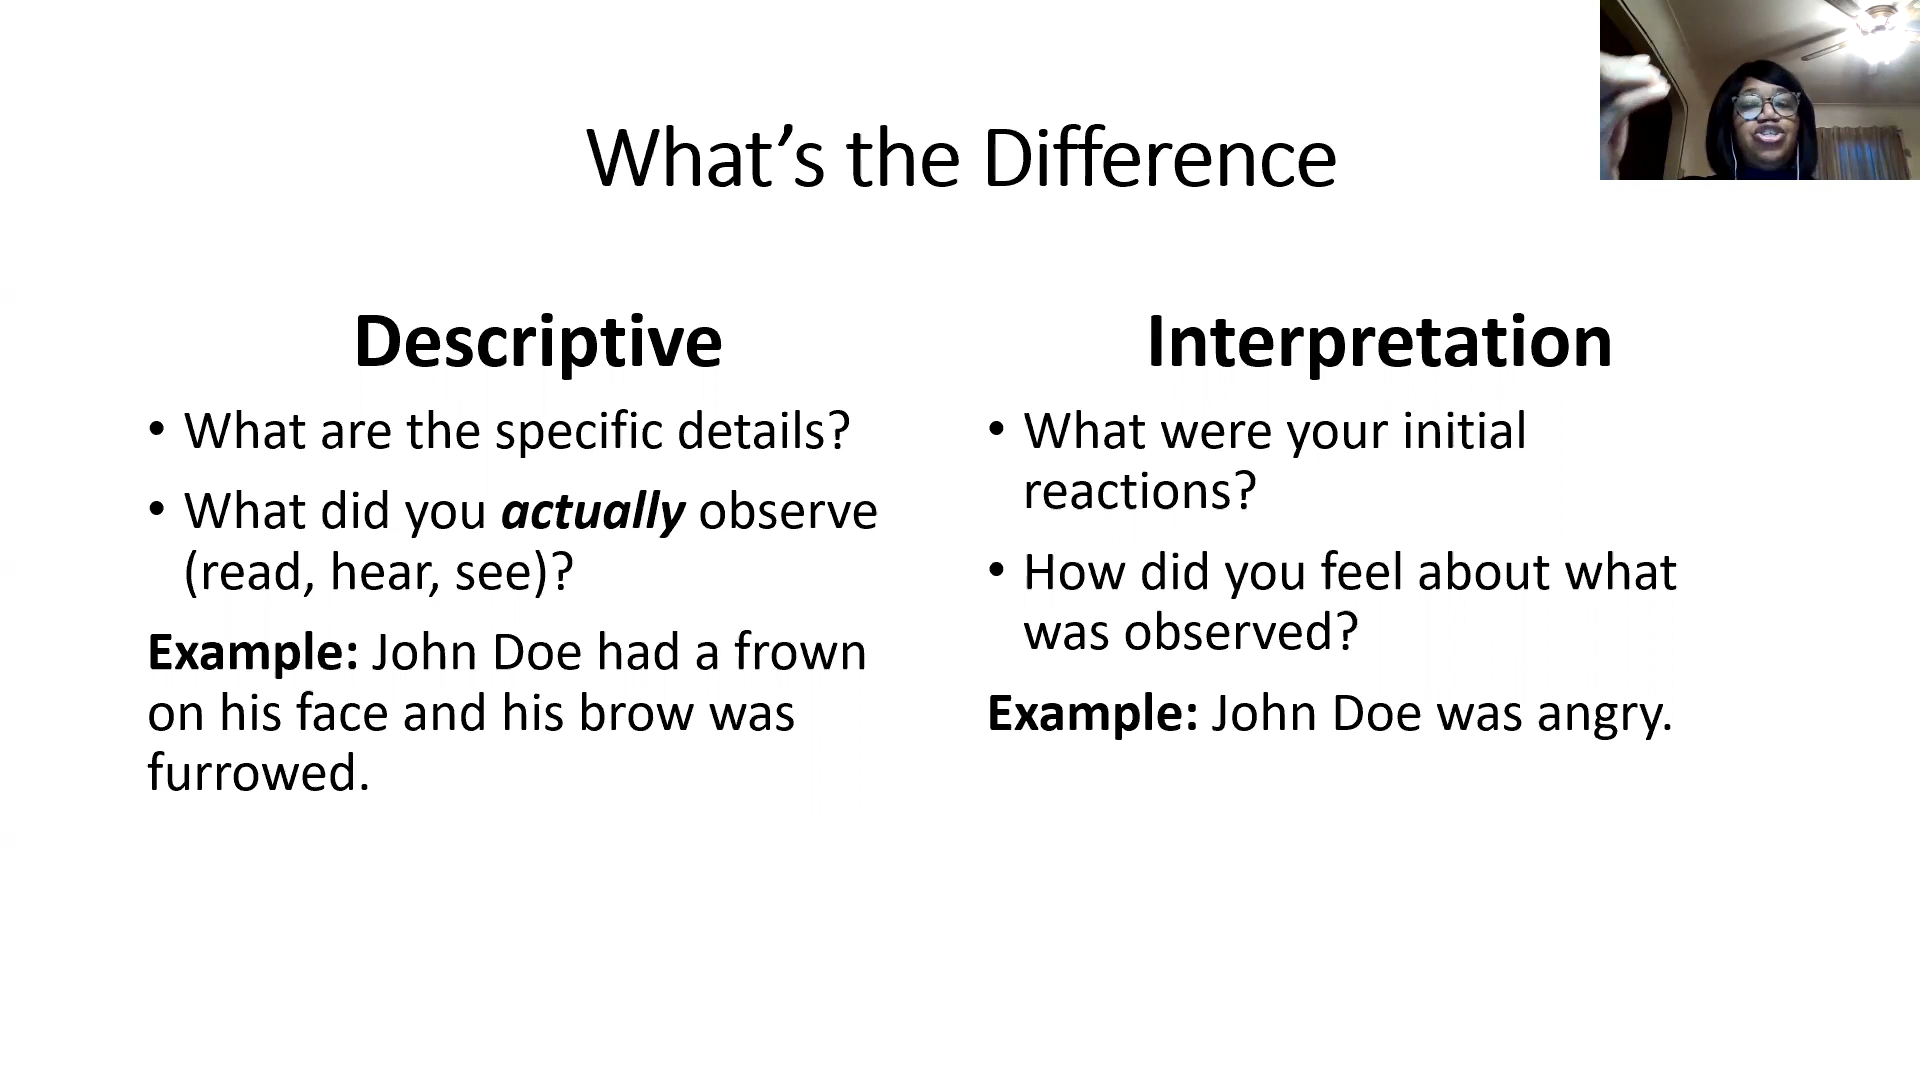 What’s the Difference
Descriptive
• What are the specific details?
• What did you actually observe
(read, hear, see)?
Example: John Doe had a frown
on his face and his brow was
furrowed.
Interpretation
• What were your initial
reactions?
• How did you feel about what
was observed?
Example: John Doe was angry.